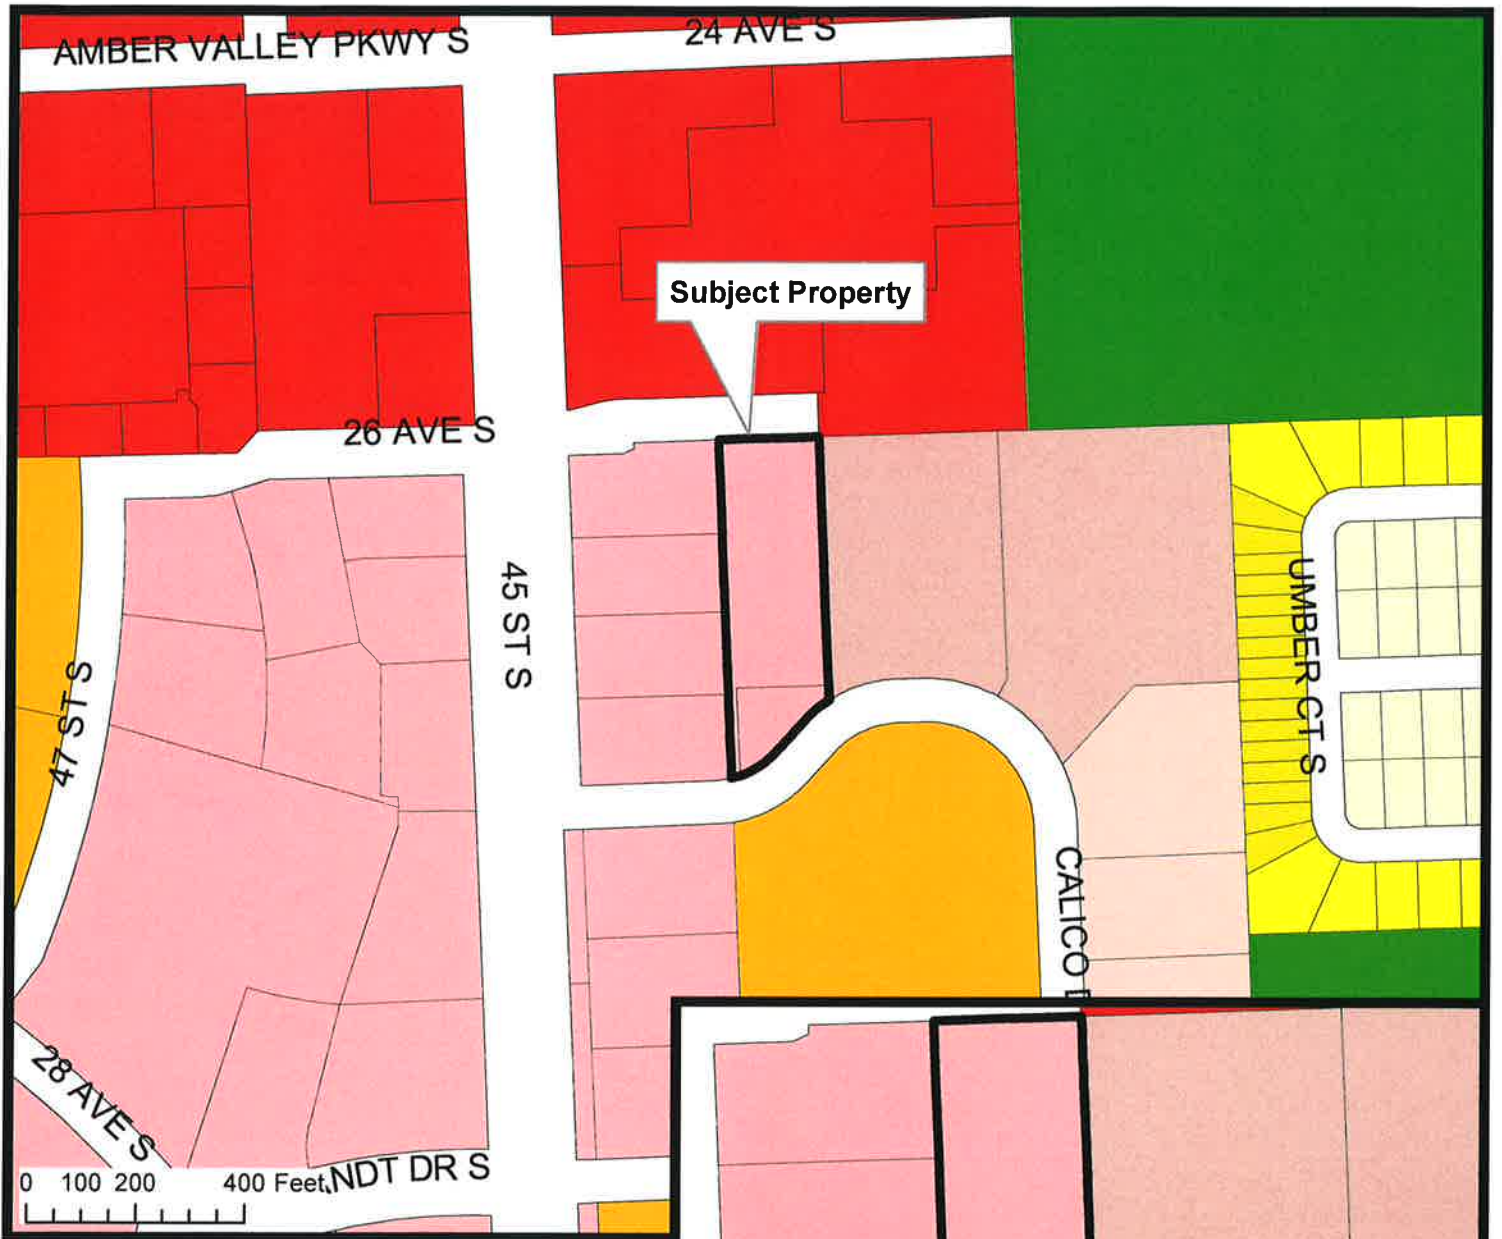 AMBER VALLEY PKWY S
24 AVE S
Subject Property
26 AVE S
45 ST S
UMBER CT S
47 ST S
CALICO
28 AVE S
NDT DR S
0 100 200 400 Feet